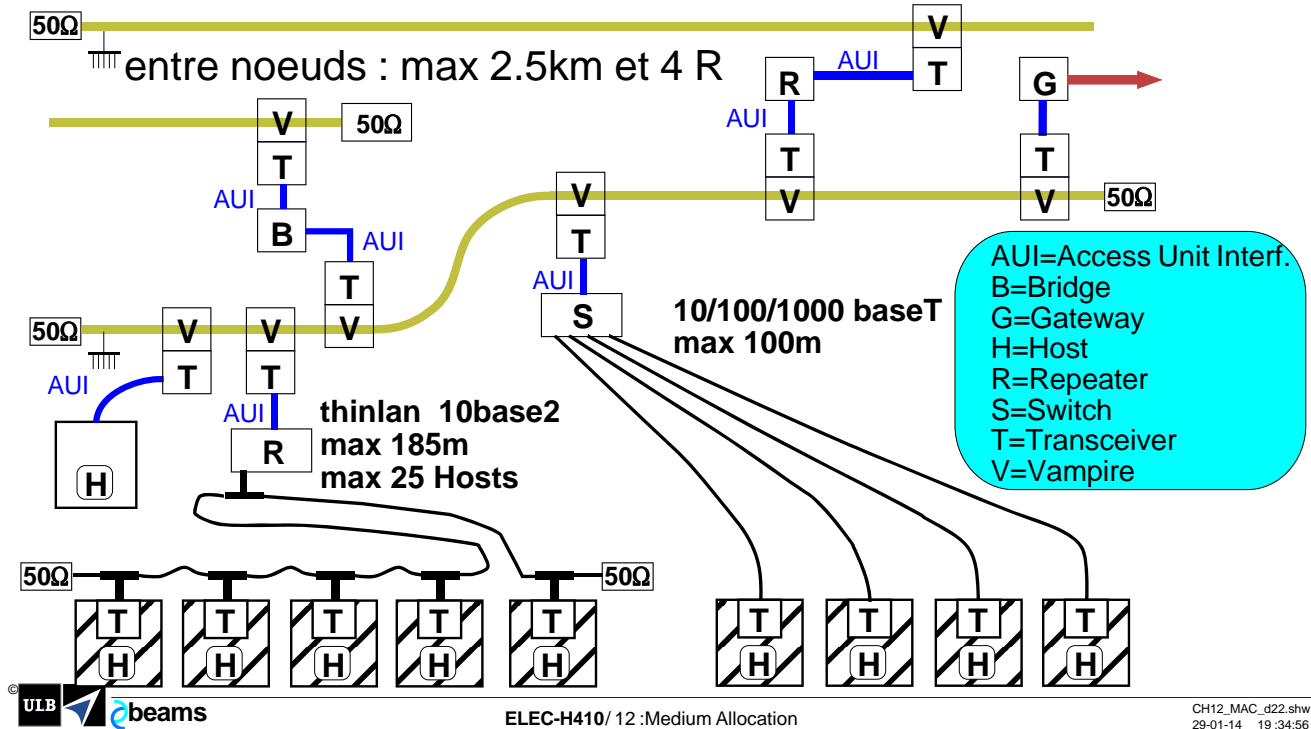 50Ω
V
T
entre noeuds : max 2.5km et 4 R
AUI
R
G
AUI
V
50Ω
T
T
T
AUI
V
V
V
50Ω
B
AUI
T
T
AUI
S
50Ω
V
V
V
10/100/1000 baseT
max 100m
T
T
AUI
AUI
R
H
thinlan 10base2
max 185m
max 25 Hosts
AUI=Access Unit Interf.
B=Bridge
G=Gateway
H=Host
R=Repeater
S=Switch
T=Transceiver
V=Vampire
50Ω
50Ω
T
T
T
T
T
T
T
T
T
H
H
H
H
H
H
H
H
H
©
ULB
beams
ELEC-H410/ 12 :Medium Allocation
CH12_MAC_d22.shw
29-01-14 19 :34:56